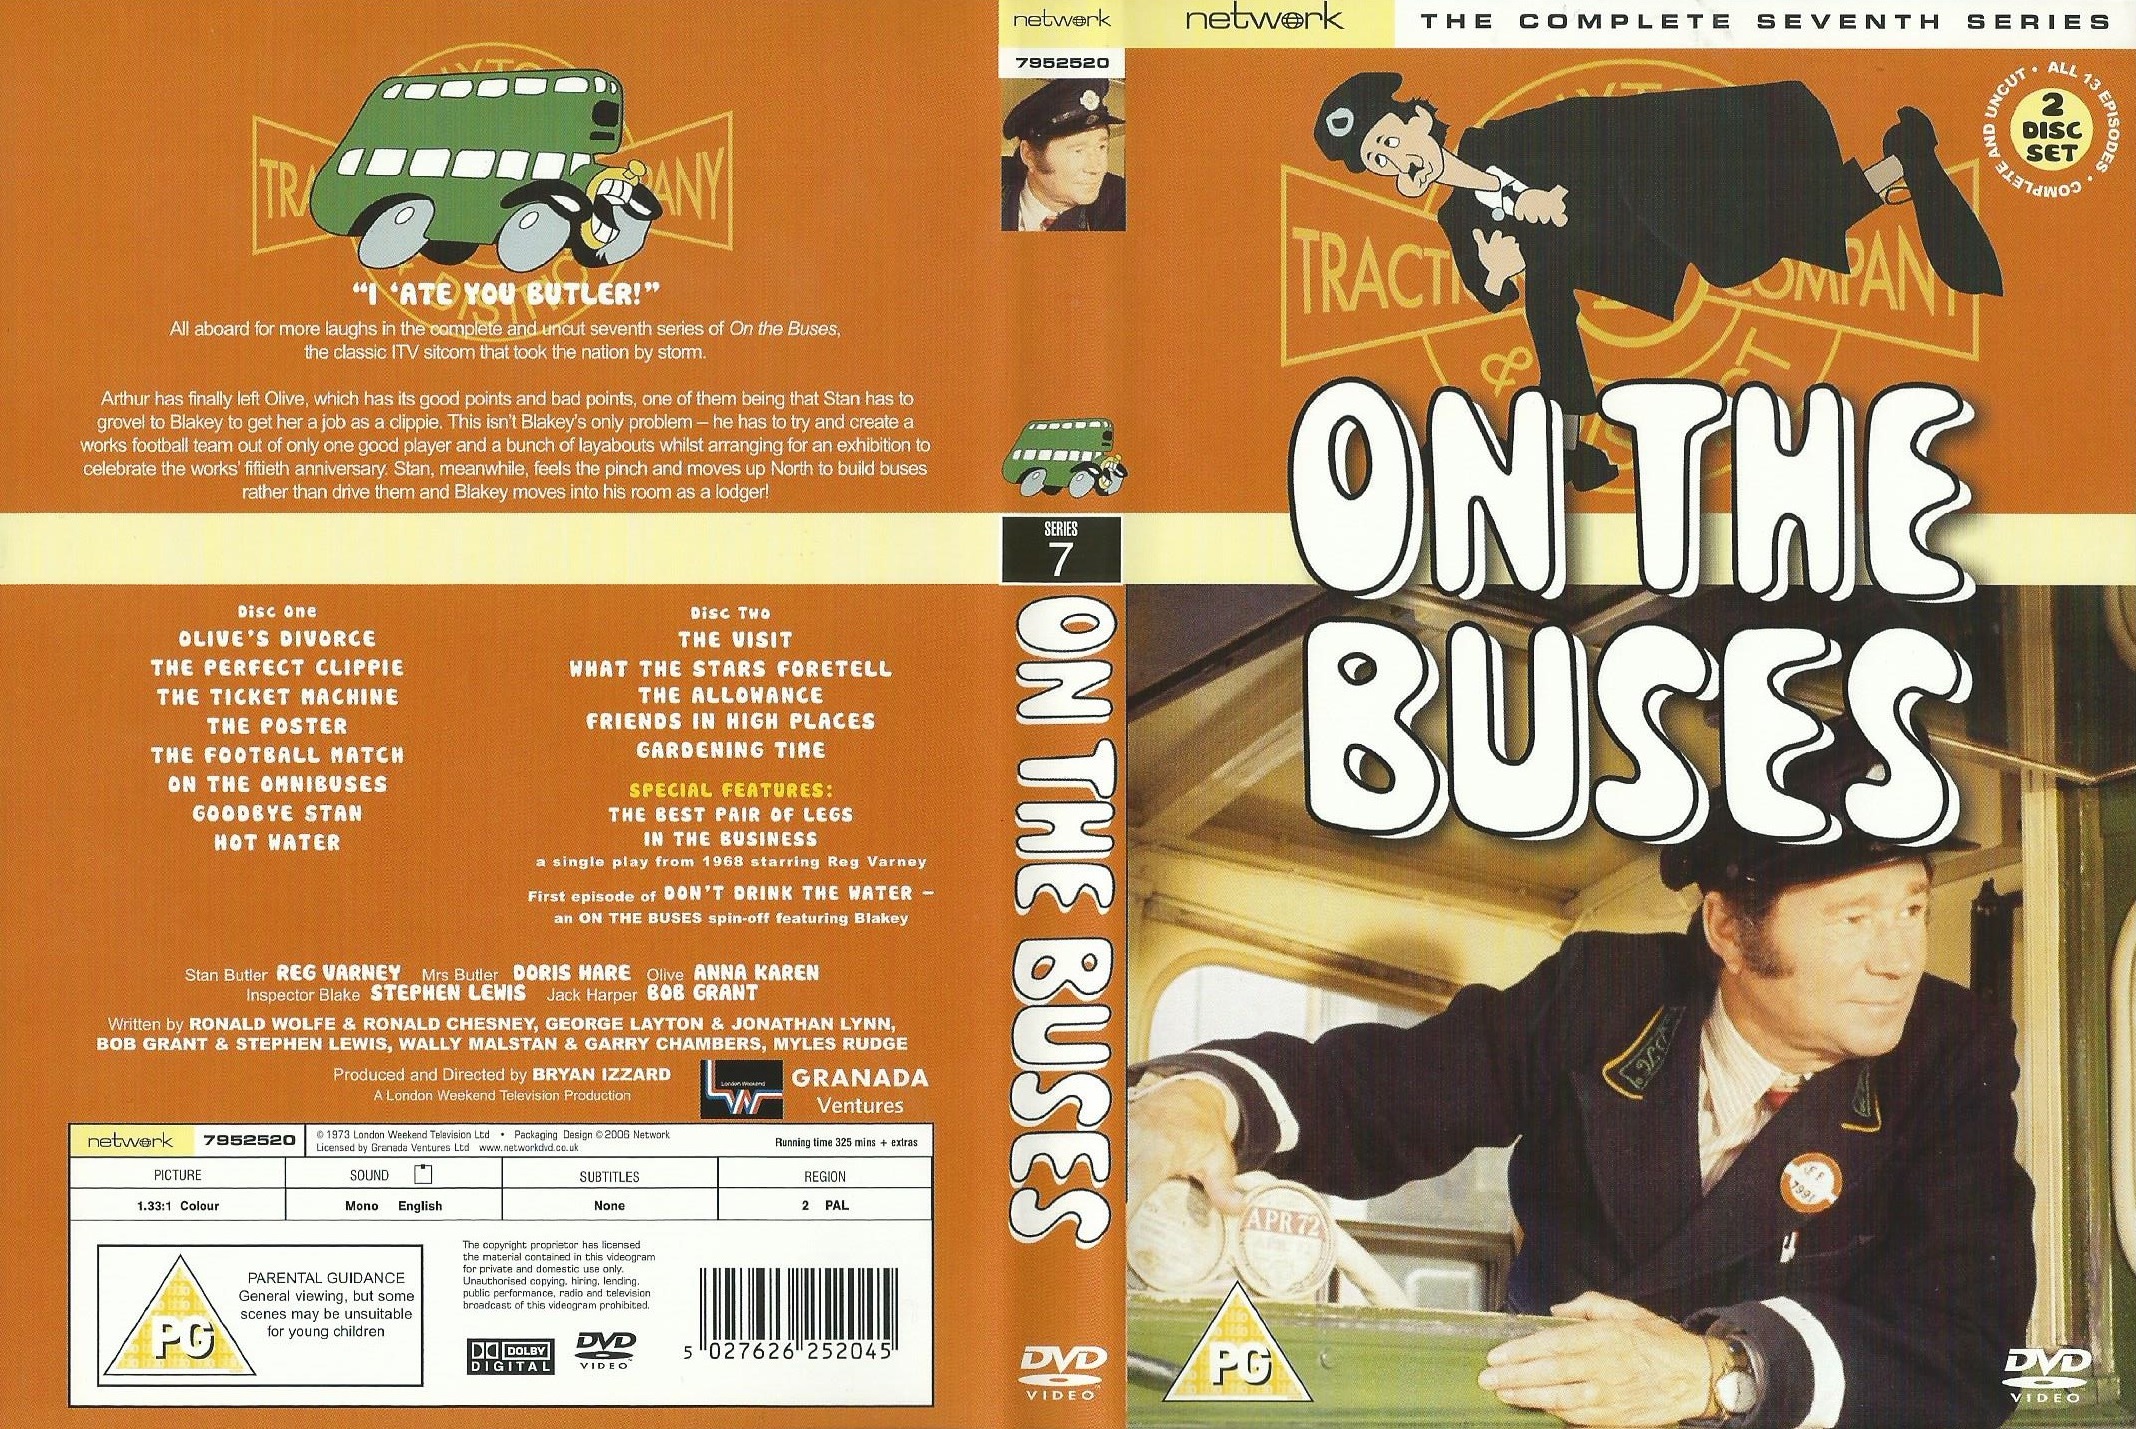 LUXTON
TRACTION COMPANY
& DISTRICT
“I ‘ATE YOU BUTLER!”
All aboard for more laughs in the complete and uncut seventh series of On the Buses,
the classic ITV sitcom that took the nation by storm.
Arthur has finally left Olive, which has its good points and bad points, one of them being that Stan has to
grovel to Blakey to get her a job as a clippie. This isn’t Blakey’s only problem – he has to try and create a
works football team out of only one good player and a bunch of layabouts whilst arranging for an exhibition to
celebrate the works’ fiftieth anniversary. Stan, meanwhile, feels the pinch and moves up North to build buses
rather than drive them and Blakey moves into his room as a lodger!
Disc One
OLIVE’S DIVORCE
THE PERFECT CLIPPIE
THE TICKET MACHINE
THE POSTER
THE FOOTBALL MATCH
ON THE OMNIBUSES
GOODBYE STAN
HOT WATER
Disc Two
THE VISIT
WHAT THE STARS FORETELL
THE ALLOWANCE
FRIENDS IN HIGH PLACES
GARDENING TIME
SPECIAL FEATURES:
THE BEST PAIR OF LEGS
IN THE BUSINESS
a single play from 1968 starring Reg Varney
First episode of DON’T DRINK THE WATER –
an ON THE BUSES spin-off featuring Blakey
Stan Butler REG VARNEY Mrs Butler DORIS HARE Olive ANNA KAREN
Inspector Blake STEPHEN LEWIS Jack Harper BOB GRANT
Written by RONALD WOLFE & RONALD CHESNEY, GEORGE LAYTON & JONATHAN LYNN,
BOB GRANT & STEPHEN LEWIS, WALLY MALSTAN & GARRY CHAMBERS, MYLES RUDGE
Produced and Directed by BRYAN IZZARD
A London Weekend Television Production
London Weekend
GRANADA
Ventures
network 7952520
© 1973 London Weekend Television Ltd • Packaging Design © 2006 Network
Licensed by Granada Ventures Ltd www.networkdvd.co.uk
Running time 325 mins + extras
PICTURE SOUND SUBTITLES REGION
1.33:1 Colour Mono English None 2 PAL
PG
PARENTAL GUIDANCE
General viewing, but some
scenes may be unsuitable
for young children
The copyright proprietor has licensed
the material contained in this videogram
for private and domestic use only.
Unauthorised copying, hiring, lending,
public performance, radio and television
broadcast of this videogram prohibited.
DOLBY
DIGITAL
DVD
VIDEO
5 027626 252045
network
7952520
SERIES
7
ON THE BUSES
DVD
VIDEO
network
THE COMPLETE SEVENTH SERIES
COMPLETE AND UNCUT • ALL 13 EPISODES •
2
DISC
SET
TRACTION COMPANY
& DISTRICT
ON THE
BUSES
APR 72
PG
DVD
VIDEO